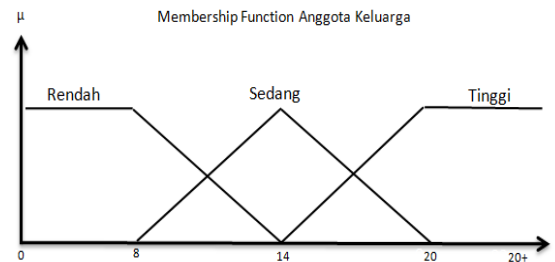 μ
Membership Function Anggota Keluarga
Rendah
Sedang
Tinggi
0
8
14
20
20+